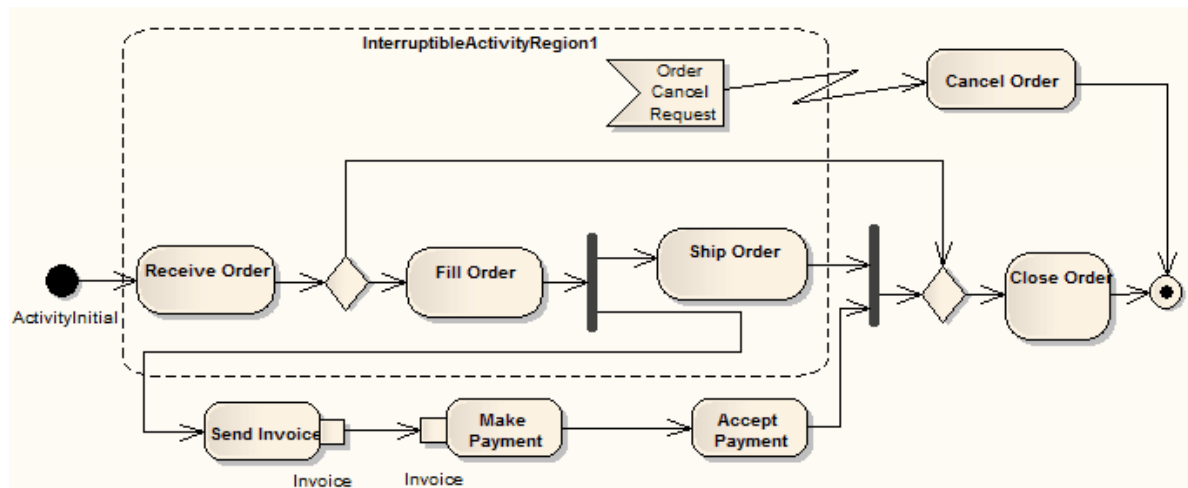 InterruptibleActivityRegion1
Order
Cancel
Request
Cancel Order
Receive Order
Fill Order
Ship Order
Close Order
ActivityInitial
Send Invoice
Make
Payment
Accept
Payment
Invoice
Invoice